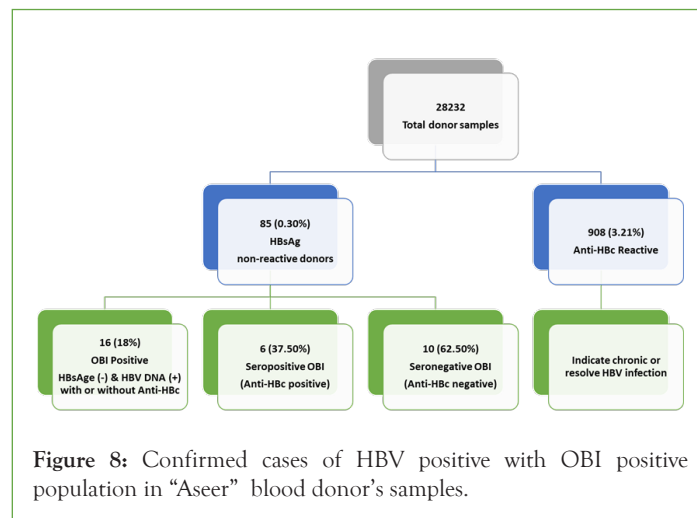 28232
Total donor samples
85 (0.30%)
HBsAg
non-reactive donors
908 (3.21%)
Anti-HBc Reactive
16 (18%)
OBI Positive
HBsAge (-) & HBV DNA (+)
with or without Anti-HBc
6 (37.50%)
Seropositive OBI
(Anti-HBc positive)
10 (62.50%)
Seronegative OBI
(Anti-HBc negative)
Indicate chronic or
resolve HBV infection
Figure 8: Confirmed cases of HBV positive with OBI positive
population in “Aseer” blood donor’s samples.